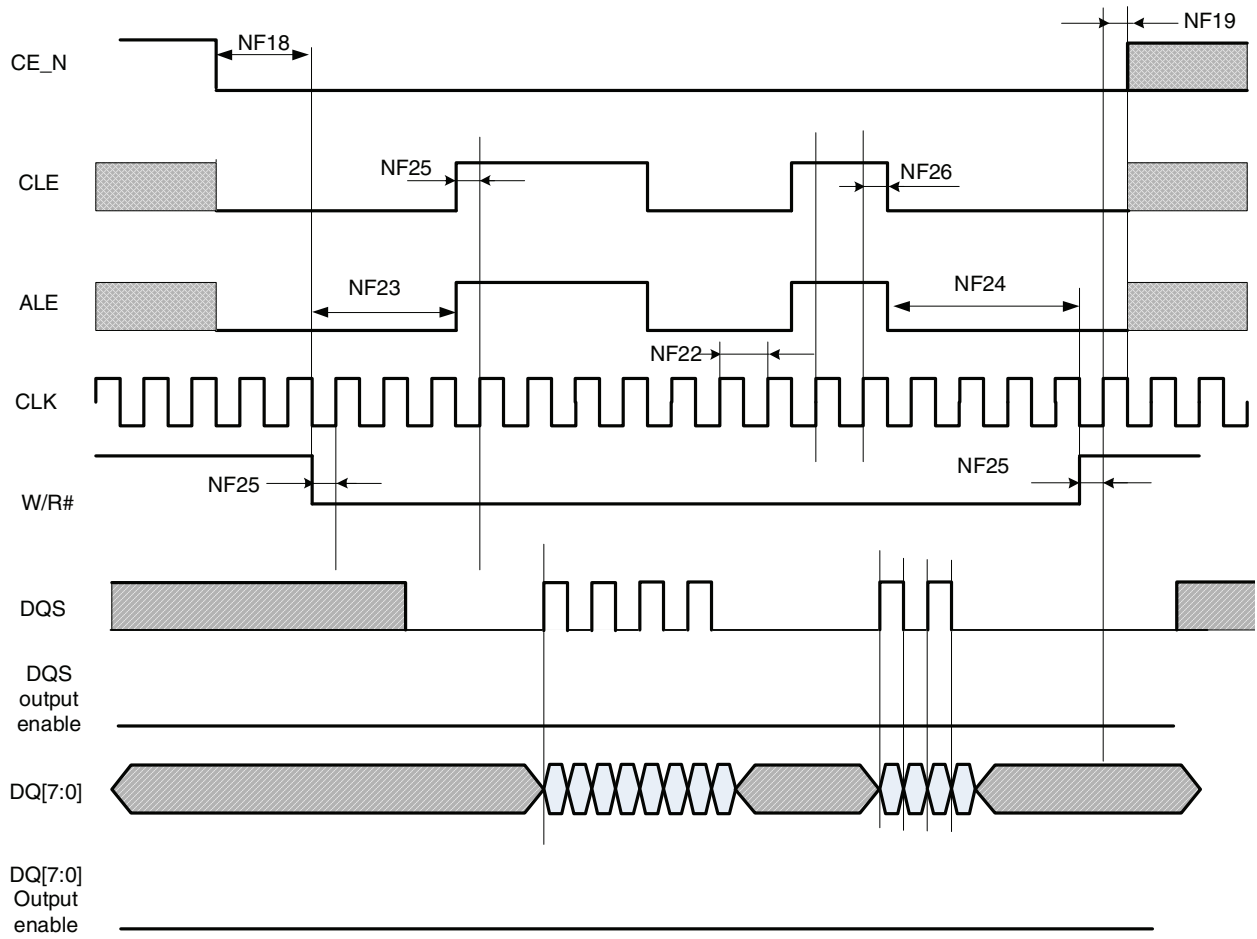 NF19
NF18
CE_N
NF25
CLE
NF26
NF23
NF24
ALE
NF22
CLK
NF25
NF25
W/R#
DQS
DQS
output
enable
DQ[7:0]
DQ[7:0]
Output
enable